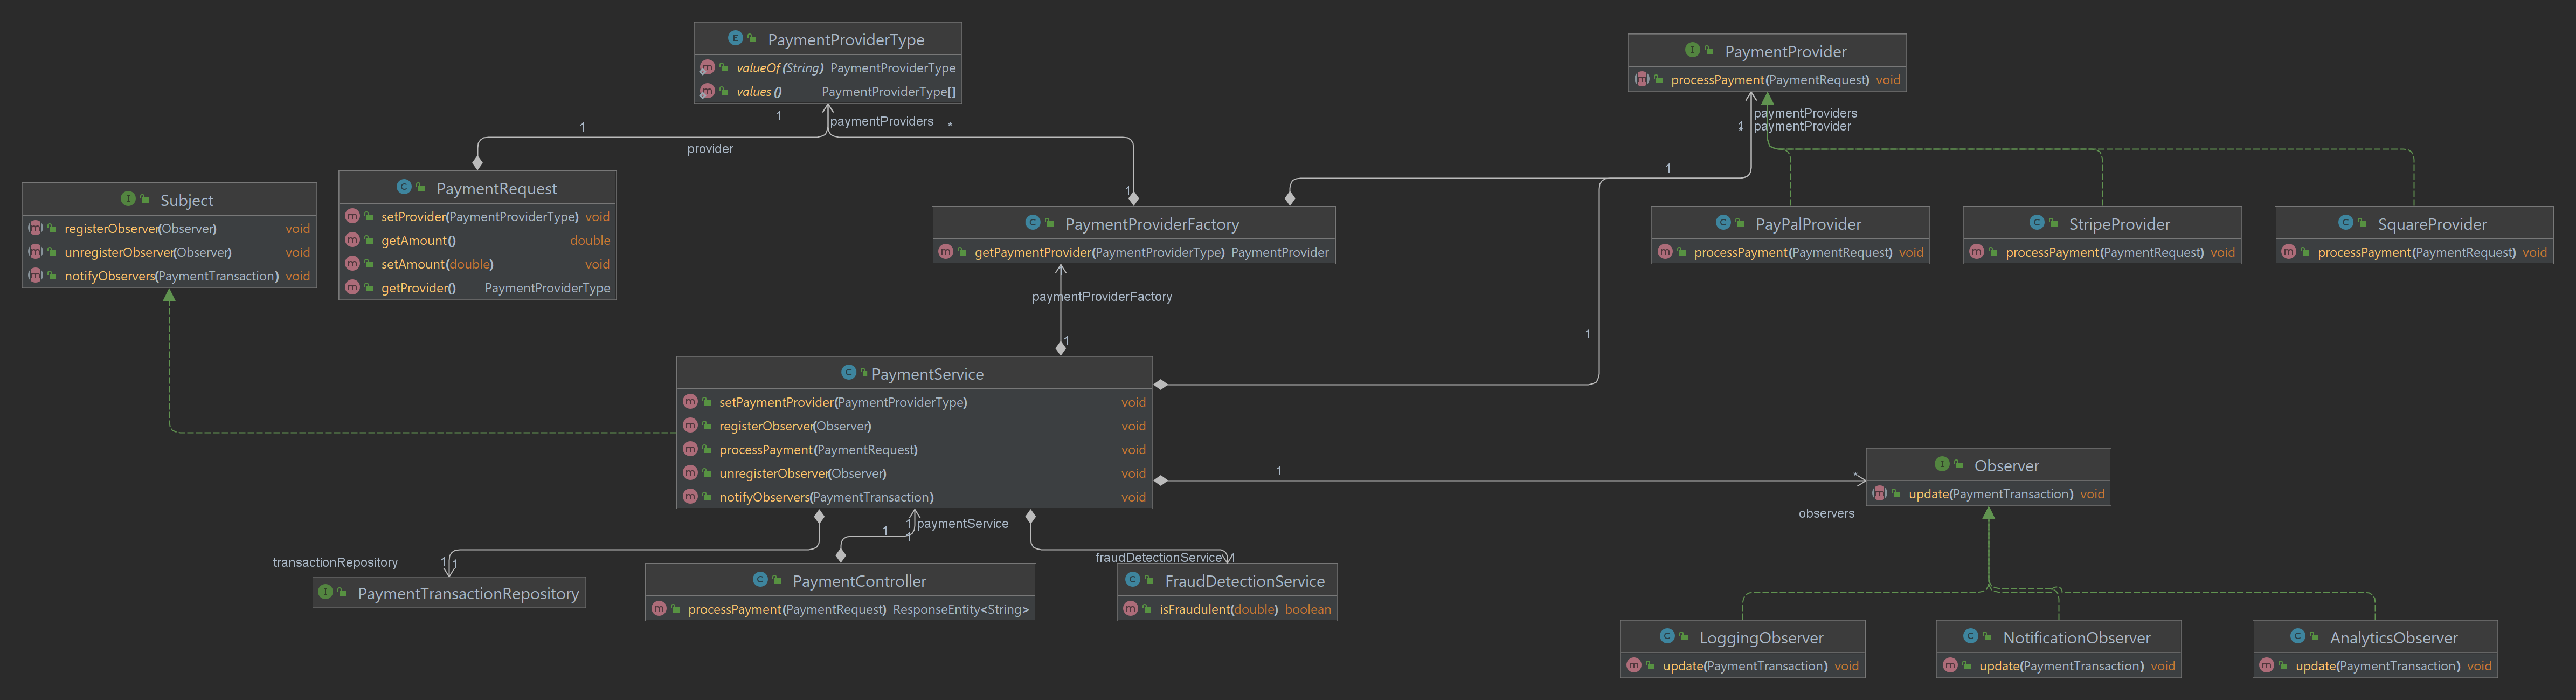 PaymentProviderType
valueOf(String) PaymentProviderType
values() PaymentProviderType[]
PaymentProvider
processPayment(PaymentRequest) void
1
paymentProviders
*
1
provider
paymentProviders
1
*
paymentProvider
Subject
registerObserver(Observer) void
unregisterObserver(Observer) void
notifyObservers(PaymentTransaction) void
PaymentRequest
setProvider(PaymentProviderType) void
getAmount() double
setAmount(double) void
getProvider() PaymentProviderType
1
PaymentProviderFactory
getPaymentProvider(PaymentProviderType) PaymentProvider
1
PayPalProvider
processPayment(PaymentRequest) void
StripeProvider
processPayment(PaymentRequest) void
SquareProvider
processPayment(PaymentRequest) void
paymentProviderFactory
1
1
PaymentService
setPaymentProvider(PaymentProviderType) void
registerObserver(Observer) void
processPayment(PaymentRequest) void
unregisterObserver(Observer) void
notifyObservers(PaymentTransaction) void
1
*
Observer
update(PaymentTransaction) void
observers
1
1
paymentService
1
transactionRepository
1
1
fraudDetectionService
1
PaymentTransactionRepository
PaymentController
processPayment(PaymentRequest) ResponseEntity<String>
FraudDetectionService
isFraudulent(double) boolean
LoggingObserver
update(PaymentTransaction) void
NotificationObserver
update(PaymentTransaction) void
AnalyticsObserver
update(PaymentTransaction) void